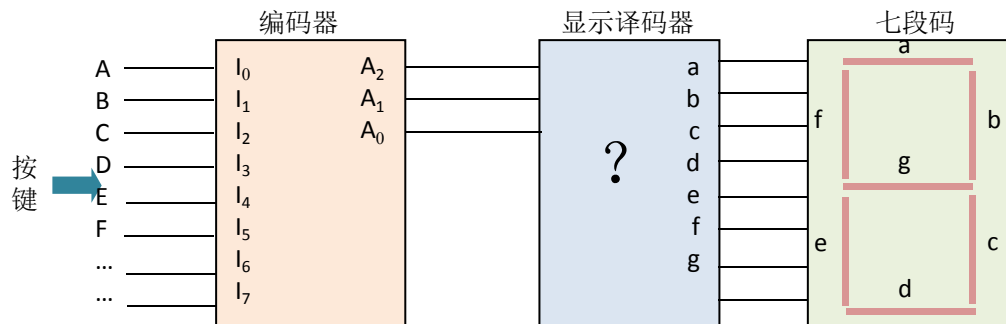 编码器 显示译码器 七段码
A I₀ A₂ a a
B I₁ A₁ b
C I₂ A₀ c f b
D I₃ d g
按键 E I₄ ? e
F I₅ f e c
... I₆ g
... I₇ d